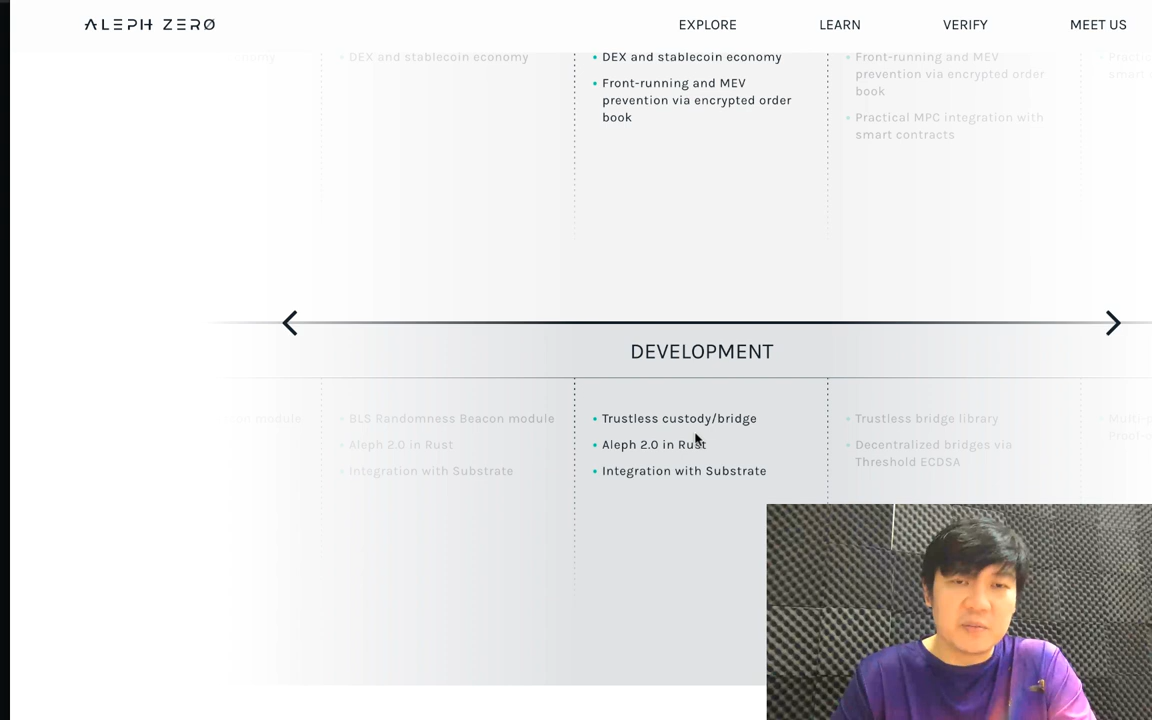 ALEPH ZERØ
EXPLORE
LEARN
VERIFY
MEET US
DEX and stablecoin economy
DEX and stablecoin economy
Front-running and MEV
prevention via encrypted order
book
Front-running and MEV
prevention via encrypted order
book
Practical MPC integration with
smart contracts
DEVELOPMENT
BLS Randomness Beacon module
Aleph 2.0 in Rust
Integration with Substrate
Trustless custody/bridge
Aleph 2.0 in Rust
Integration with Substrate
Trustless bridge library
Decentralized bridges via
Threshold ECDSA